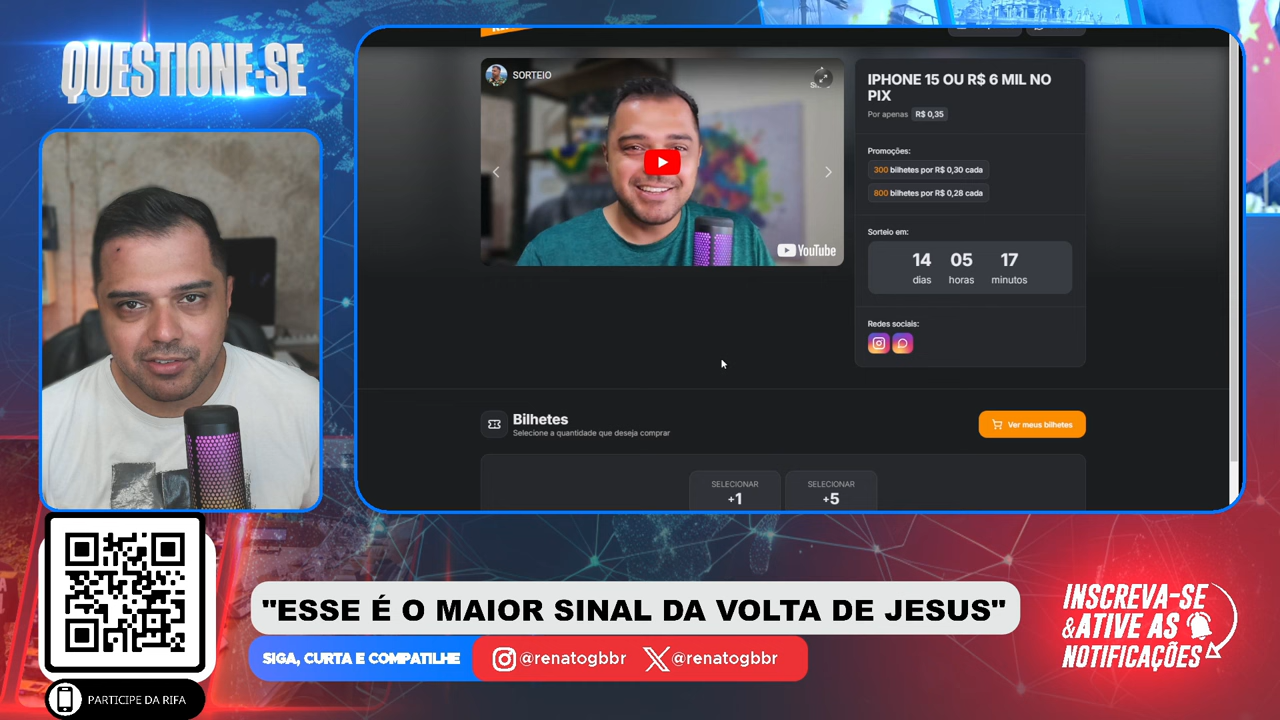 QUESTIONE-SE
SORTEIO
YouTube
IPHONE 15 OU R$ 6 MIL NO
PIX
Por apenas R$ 0,35
Promoções:
300 bilhetes por R$ 0,30 cada
800 bilhetes por R$ 0,28 cada
Sorteio em:
14 05 17
dias horas minutos
Redes sociais:
Bilhetes
Selecione a quantidade que deseja comprar
Ver meus bilhetes
SELECIONAR SELECIONAR
+1 +5
"ESSE É O MAIOR SINAL DA VOLTA DE JESUS"
SIGA, CURTA E COMPATILHE @renatogbbr @renatogbbr
PARTICIPE DA RIFA
INSCREVA-SE
&ATIVE AS
NOTIFICAÇÕES